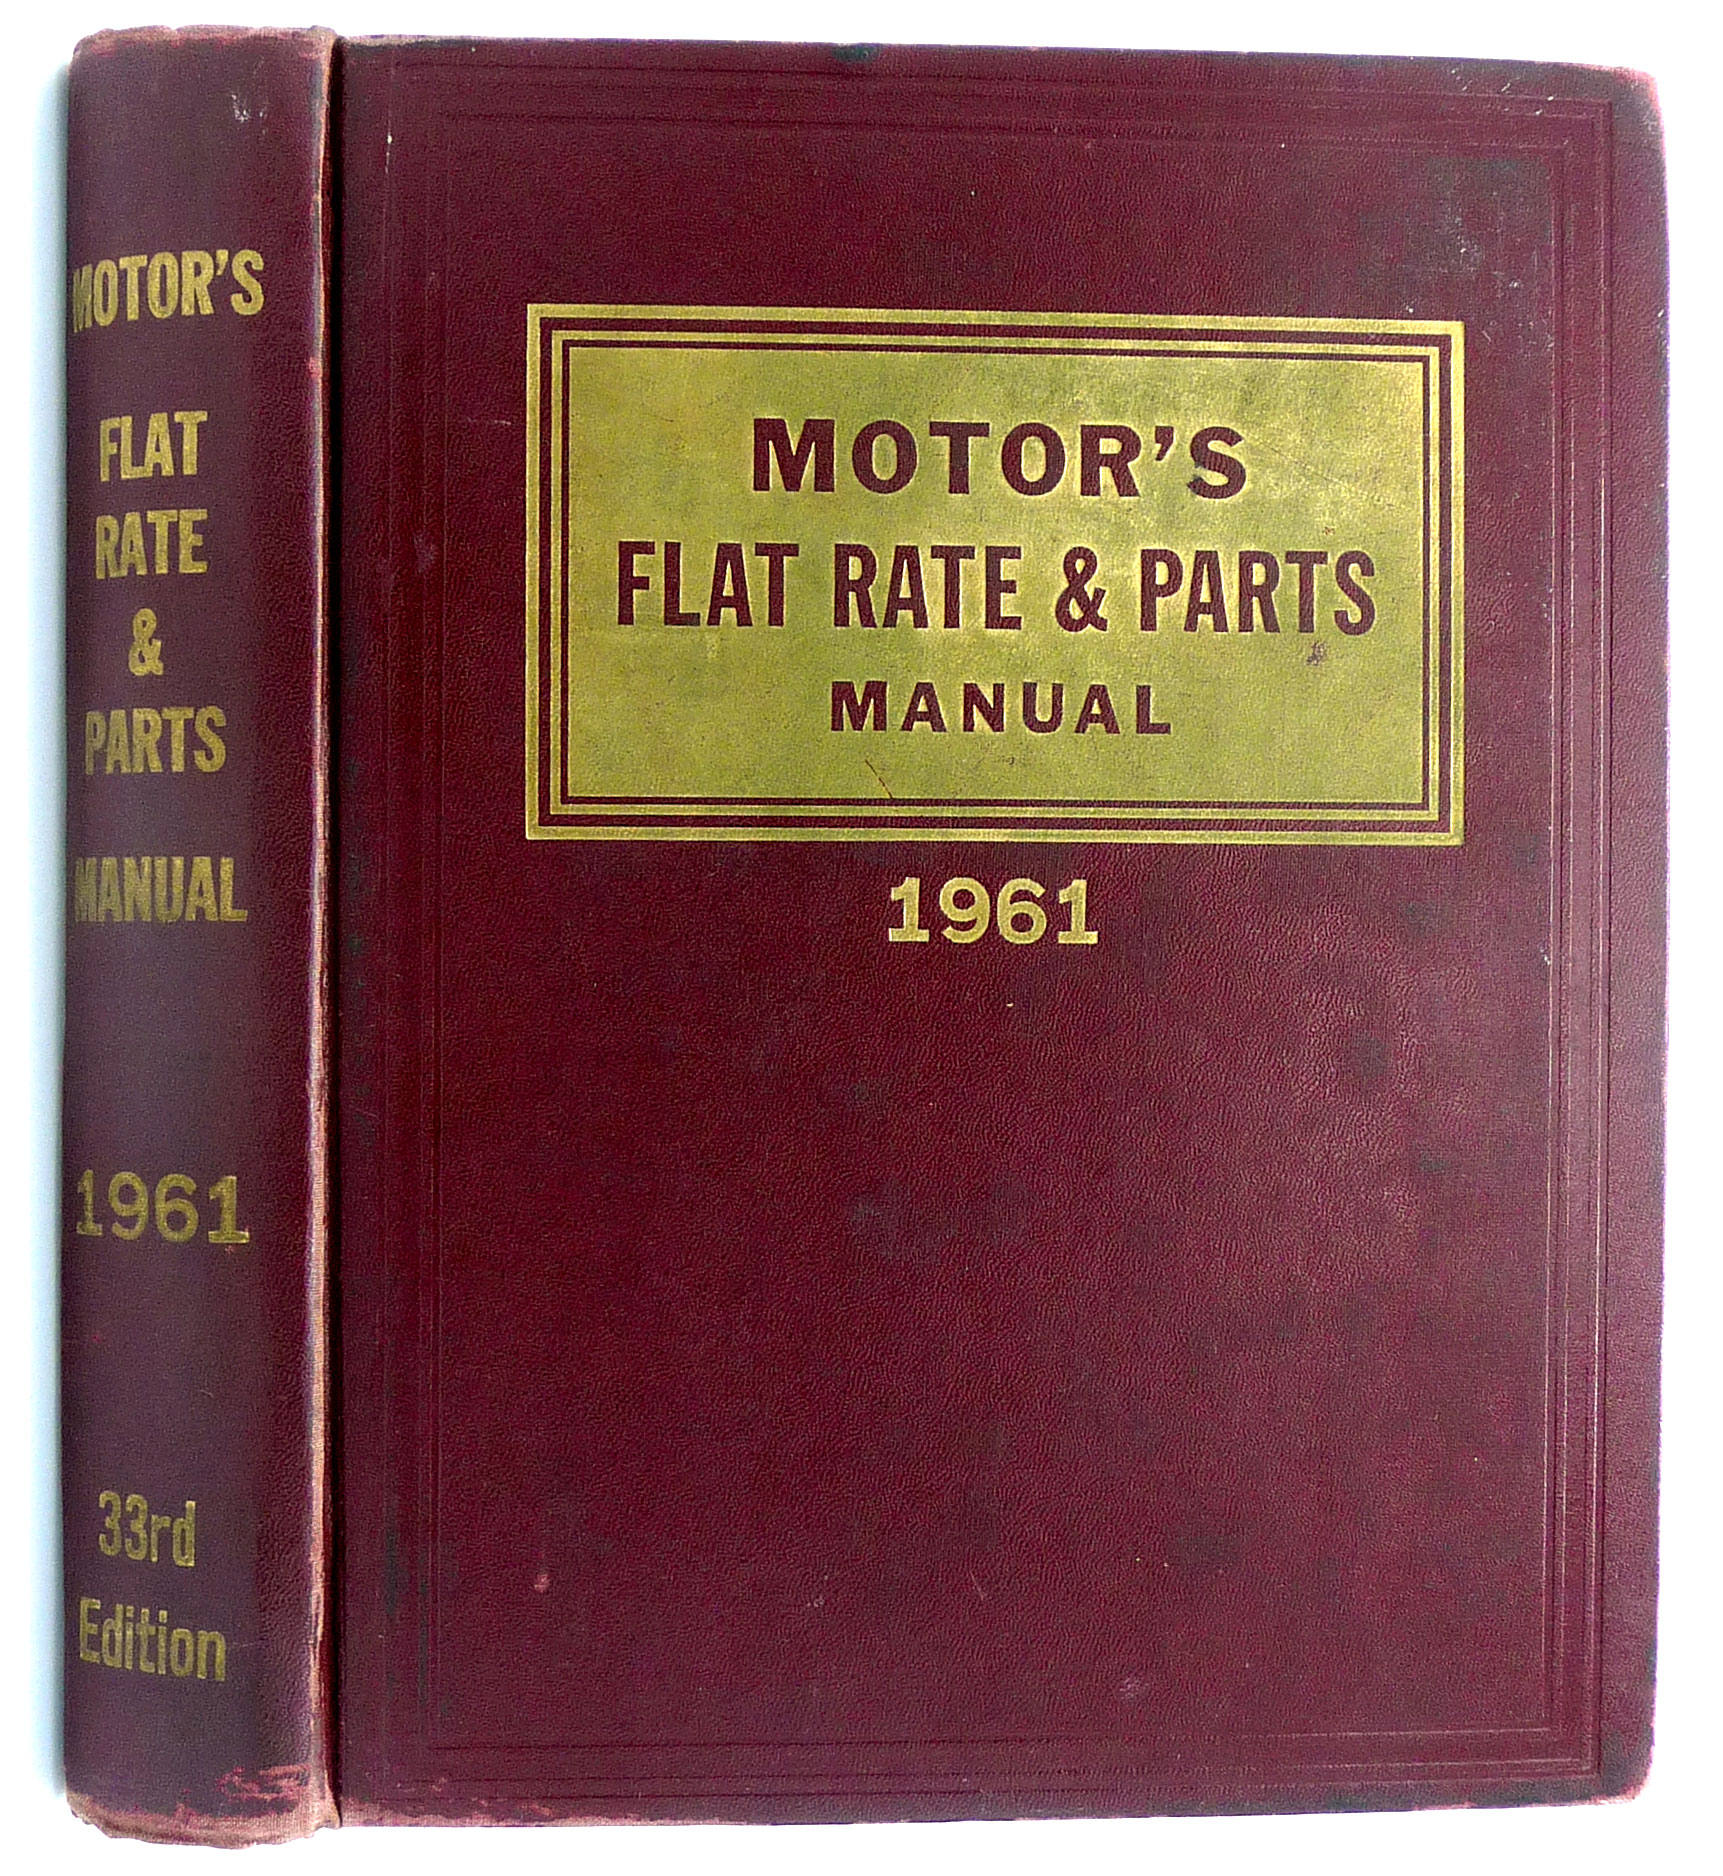 MOTOR'S
FLAT
RATE
&
PARTS
MANUAL
1961
33rd
Edition
MOTOR'S
FLAT RATE & PARTS
MANUAL
1961